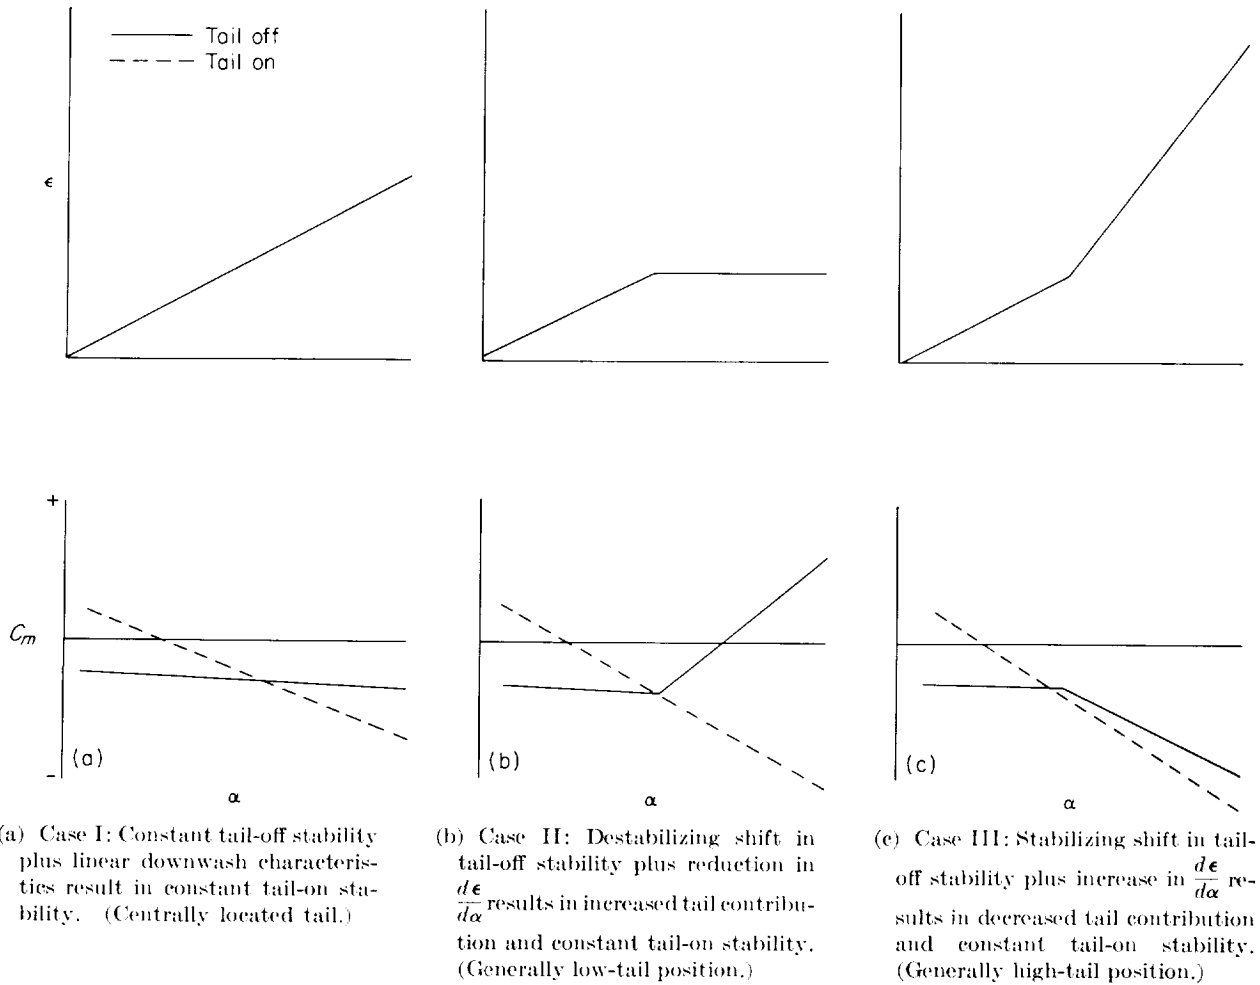 Tail off
Tail on
ϵ
+
Cm
−
(a)
α
(b)
α
(c)
α
(a) Case I: Constant tail-off stability
plus linear downwash characteris-
tics result in constant tail-on sta-
bility. (Centrally located tail.)
(b) Case II: Destabilizing shift in
tail-off stability plus reduction in
dϵ/dα results in increased tail contribu-
tion and constant tail-on stability.
(Generally low-tail position.)
(c) Case III: Stabilizing shift in tail-
off stability plus increase in dϵ/dα re-
sults in decreased tail contribution
and constant tail-on stability.
(Generally high-tail position.)